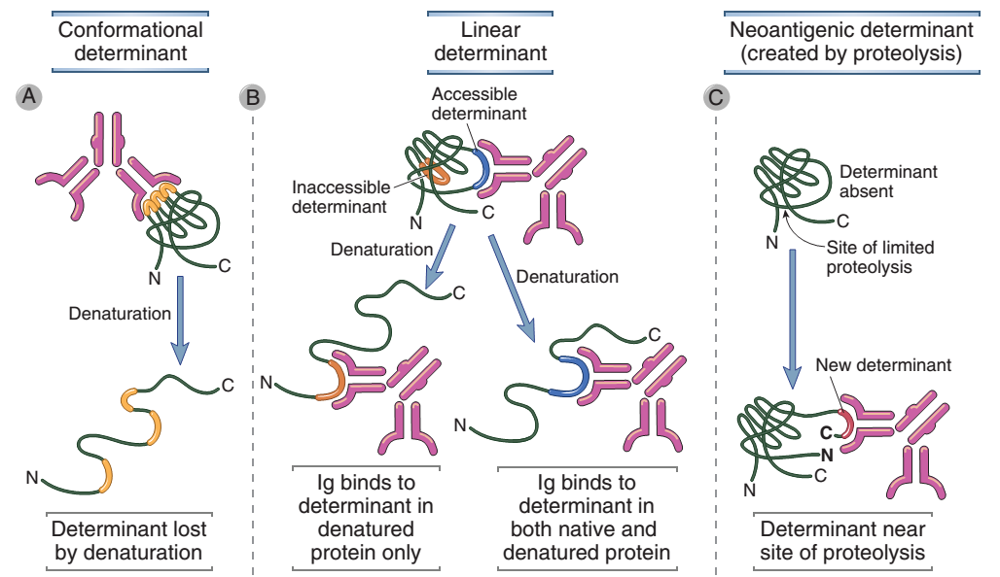 Conformational
determinant
Linear
determinant
Neoantigenic determinant
(created by proteolysis)
A
B
C
Accessible
determinant
Inaccessible
determinant
N
C
Denaturation
Denaturation
N
C
Denaturation
N
C
C
N
C
N
Determinant
absent
C
N
Site of limited
proteolysis
New determinant
C
N
C
N
C
N
Determinant lost
by denaturation
Ig binds to
determinant in
denatured
protein only
Ig binds to
determinant in
both native and
denatured protein
Determinant near
site of proteolysis